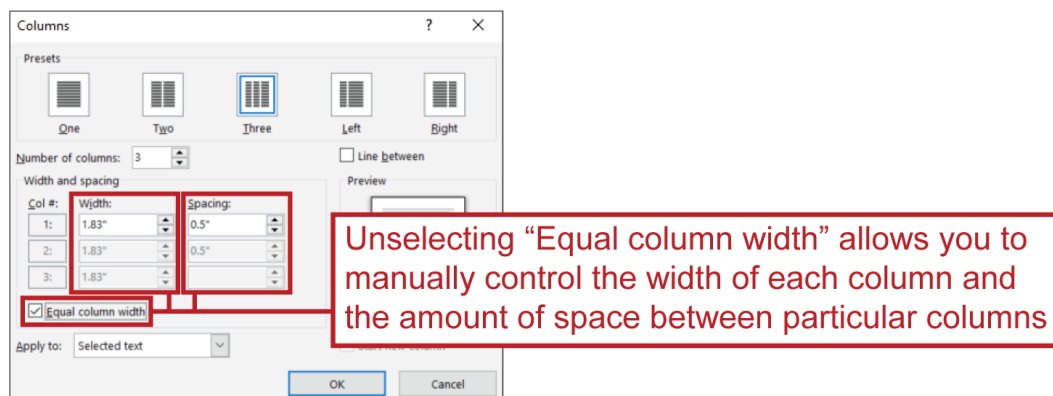 Columns ? ×
Presets
One Two Three Left Right
Number of columns: 3
Line between
Width and spacing
Preview
Col #: Width: Spacing:
1: 1.83" 0.5"
2: 1.83" 0.5"
3: 1.83"
Equal column width
Unselecting “Equal column width” allows you to
manually control the width of each column and
the amount of space between particular columns
Apply to: Selected text
OK Cancel